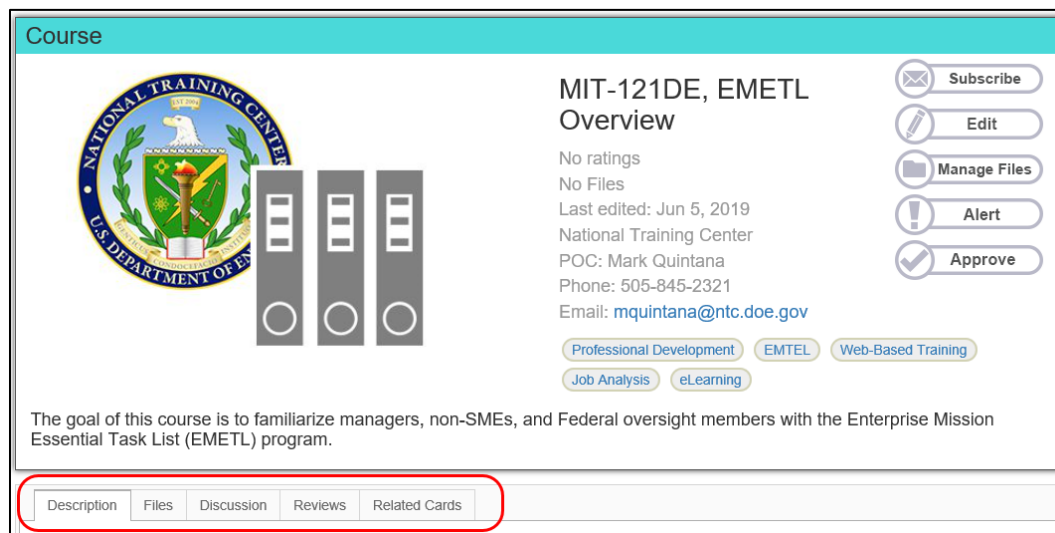 Course
NATIONAL TRAINING CENTER
EST 2004
U.S. DEPARTMENT OF EN
MIT-121DE, EMETL
Overview
No ratings
No Files
Last edited: Jun 5, 2019
National Training Center
POC: Mark Quintana
Phone: 505-845-2321
Email: mquintana@ntc.doe.gov
Professional Development
EMTEL
Web-Based Training
Job Analysis
eLearning
Subscribe
Edit
Manage Files
Alert
Approve
The goal of this course is to familiarize managers, non-SMEs, and Federal oversight members with the Enterprise Mission
Essential Task List (EMETL) program.
Description
Files
Discussion
Reviews
Related Cards